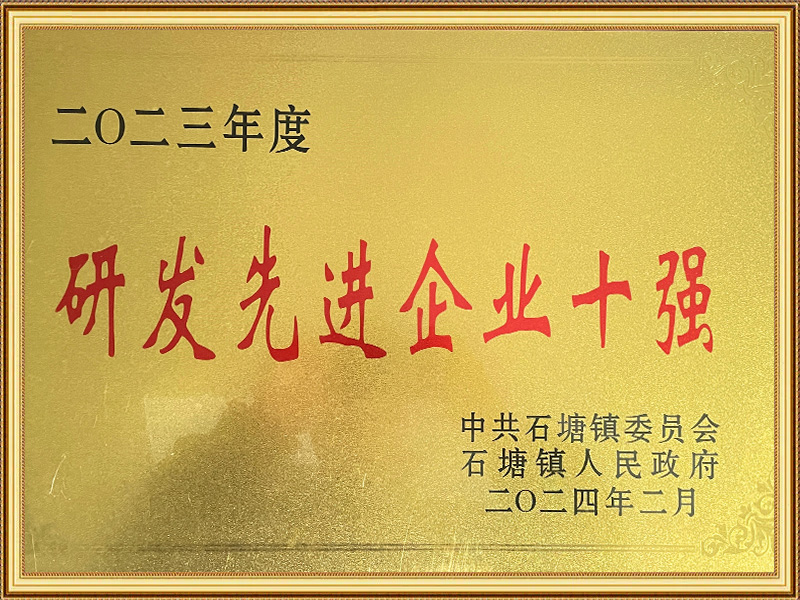 二〇二三年度
研发先进企业十强
中共石塘镇委员会
石塘镇人民政府
二〇二四年二月